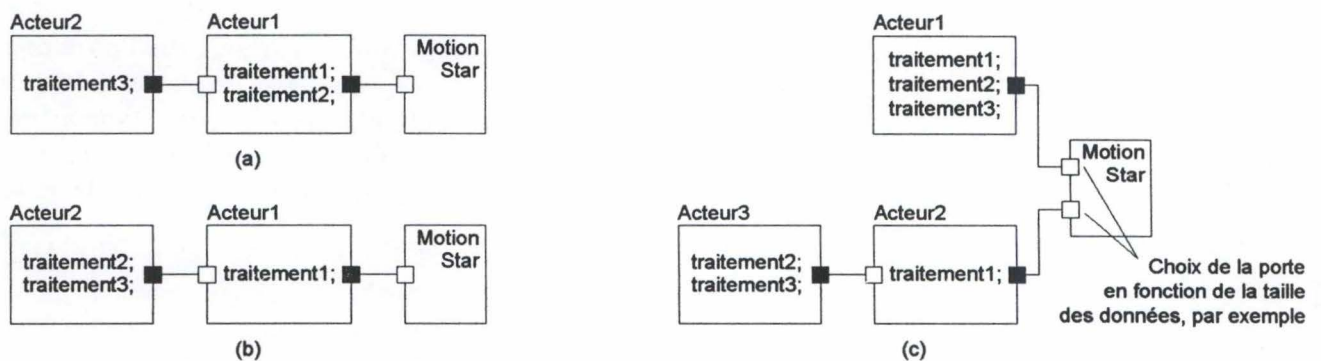 Acteur2
traitement3;
Acteur1
traitement1;
traitement2;
Motion
Star
(a)
Acteur2
traitement2;
traitement3;
Acteur1
traitement1;
Motion
Star
(b)
Acteur1
traitement1;
traitement2;
traitement3;
Motion
Star
Acteur3
traitement2;
traitement3;
Acteur2
traitement1;
Choix de la porte
en fonction de la taille
des données, par exemple
(c)